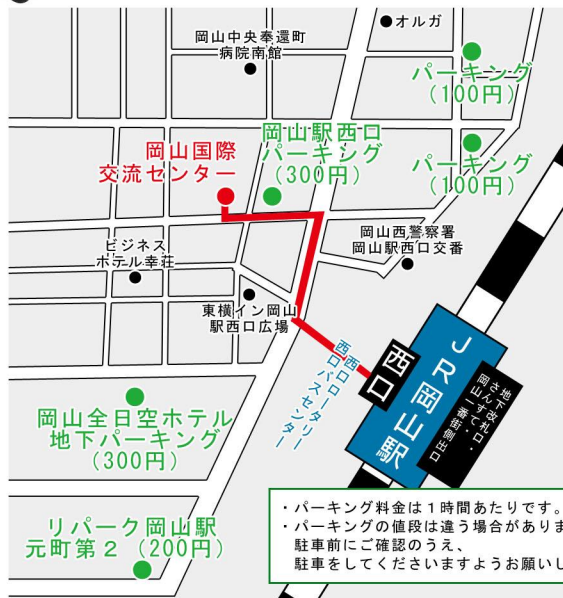 オルガ
岡山中央奉還町
病院南館
パーキング
(100円)
岡山国際
交流センター
岡山駅西口
パーキング
(300円)
パーキング
(100円)
岡山西警察署
岡山駅西口交番
ビジネス
ホテル幸荘
東横イン岡山
駅西口広場
西口ロータリー
西口バスセンター
西口
JR岡山駅
地下改札口・
さんすて・
岡山一番街側出口
岡山全日空ホテル
地下パーキング
(300円)
リパーク岡山駅
元町第2(200円)
・パーキング料金は1時間あたりです。
・パーキングの値段は違う場合がありま
駐車前にご確認のうえ、
駐車をしてくださいますようお願いし